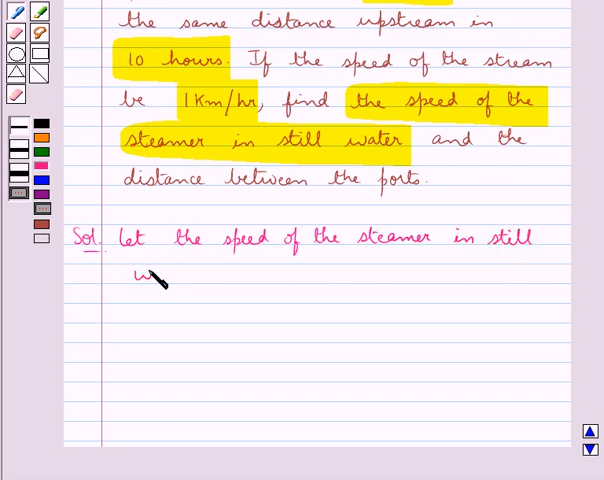 the same distance upstream in
10 hours. If the speed of the stream
be 1 Km/hr, find the speed of the
steamer in still water and the
distance between the ports.
Sol. Let the speed of the steamer in still
w